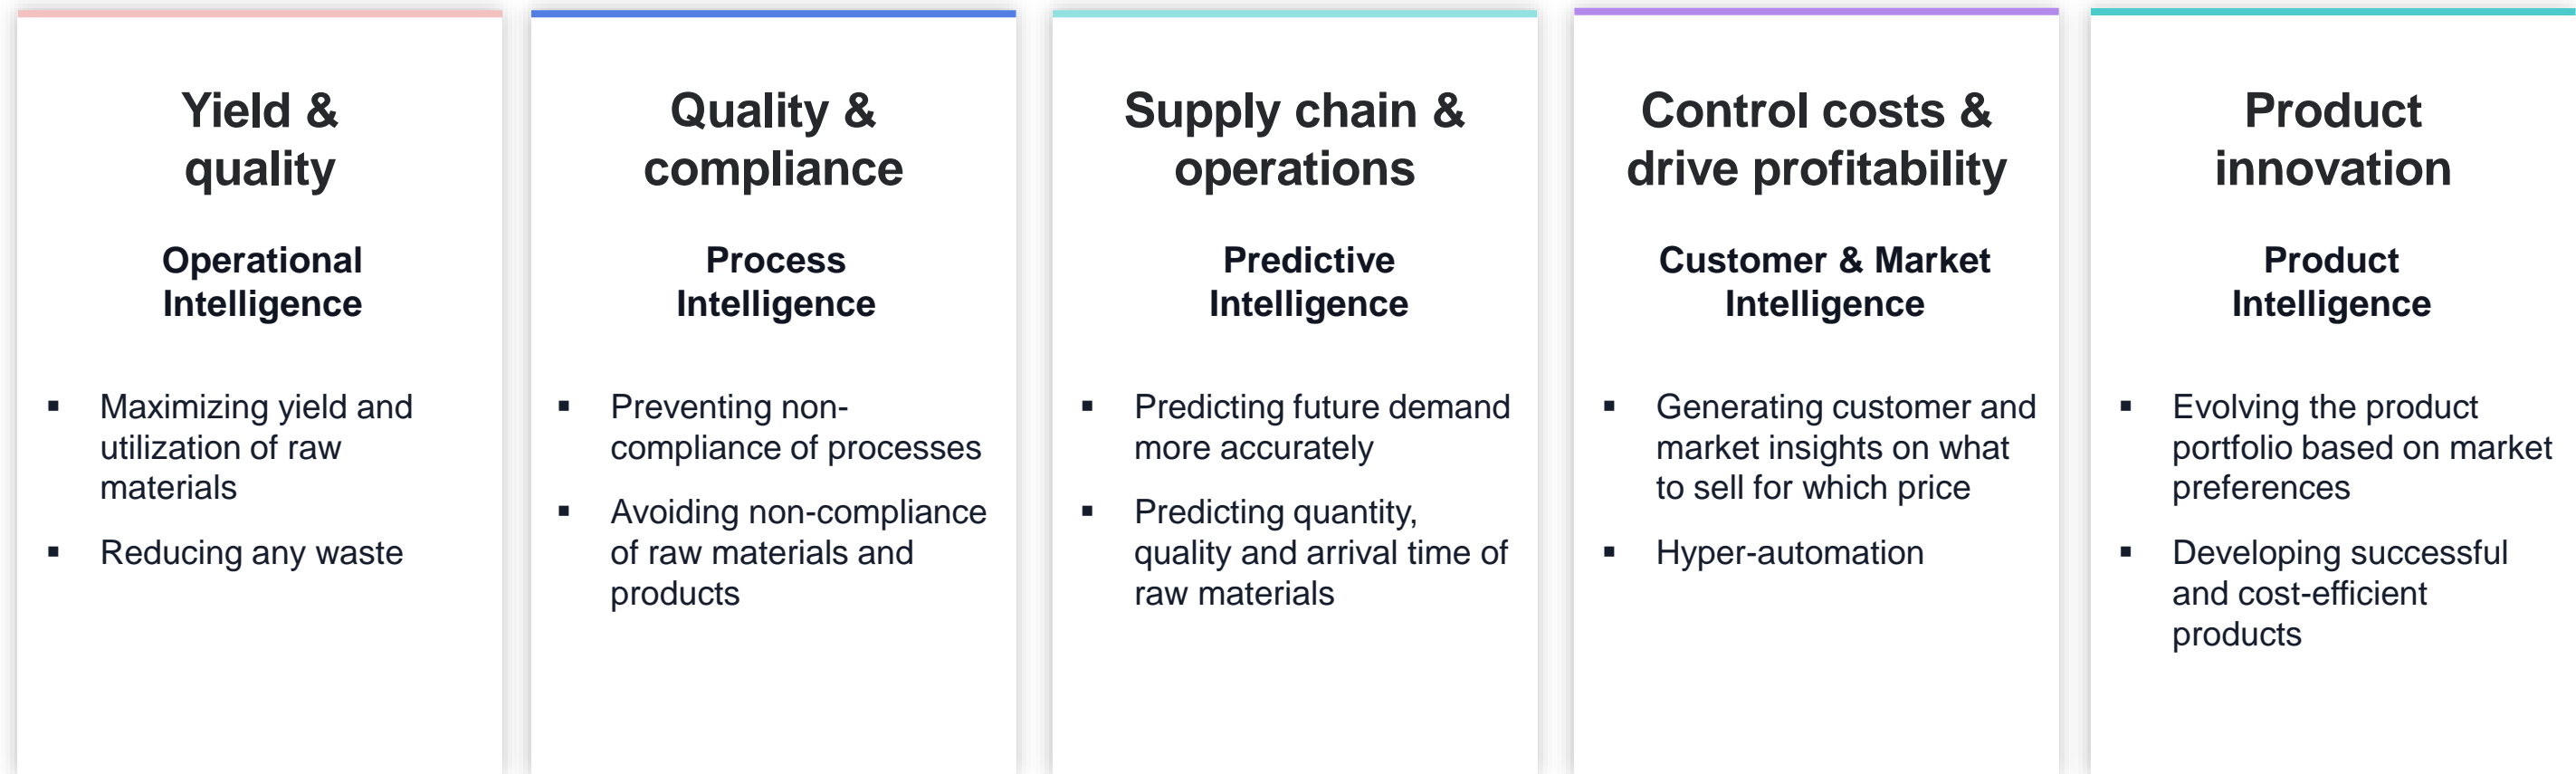 Yield &
quality
Operational
Intelligence
▪ Maximizing yield and
utilization of raw
materials
▪ Reducing any waste
Quality &
compliance
Process
Intelligence
▪ Preventing non-
compliance of processes
▪ Avoiding non-compliance
of raw materials and
products
Supply chain &
operations
Predictive
Intelligence
▪ Predicting future demand
more accurately
▪ Predicting quantity,
quality and arrival time of
raw materials
Control costs &
drive profitability
Customer & Market
Intelligence
▪ Generating customer and
market insights on what
to sell for which price
▪ Hyper-automation
Product
innovation
Product
Intelligence
▪ Evolving the product
portfolio based on market
preferences
▪ Developing successful
and cost-efficient
products